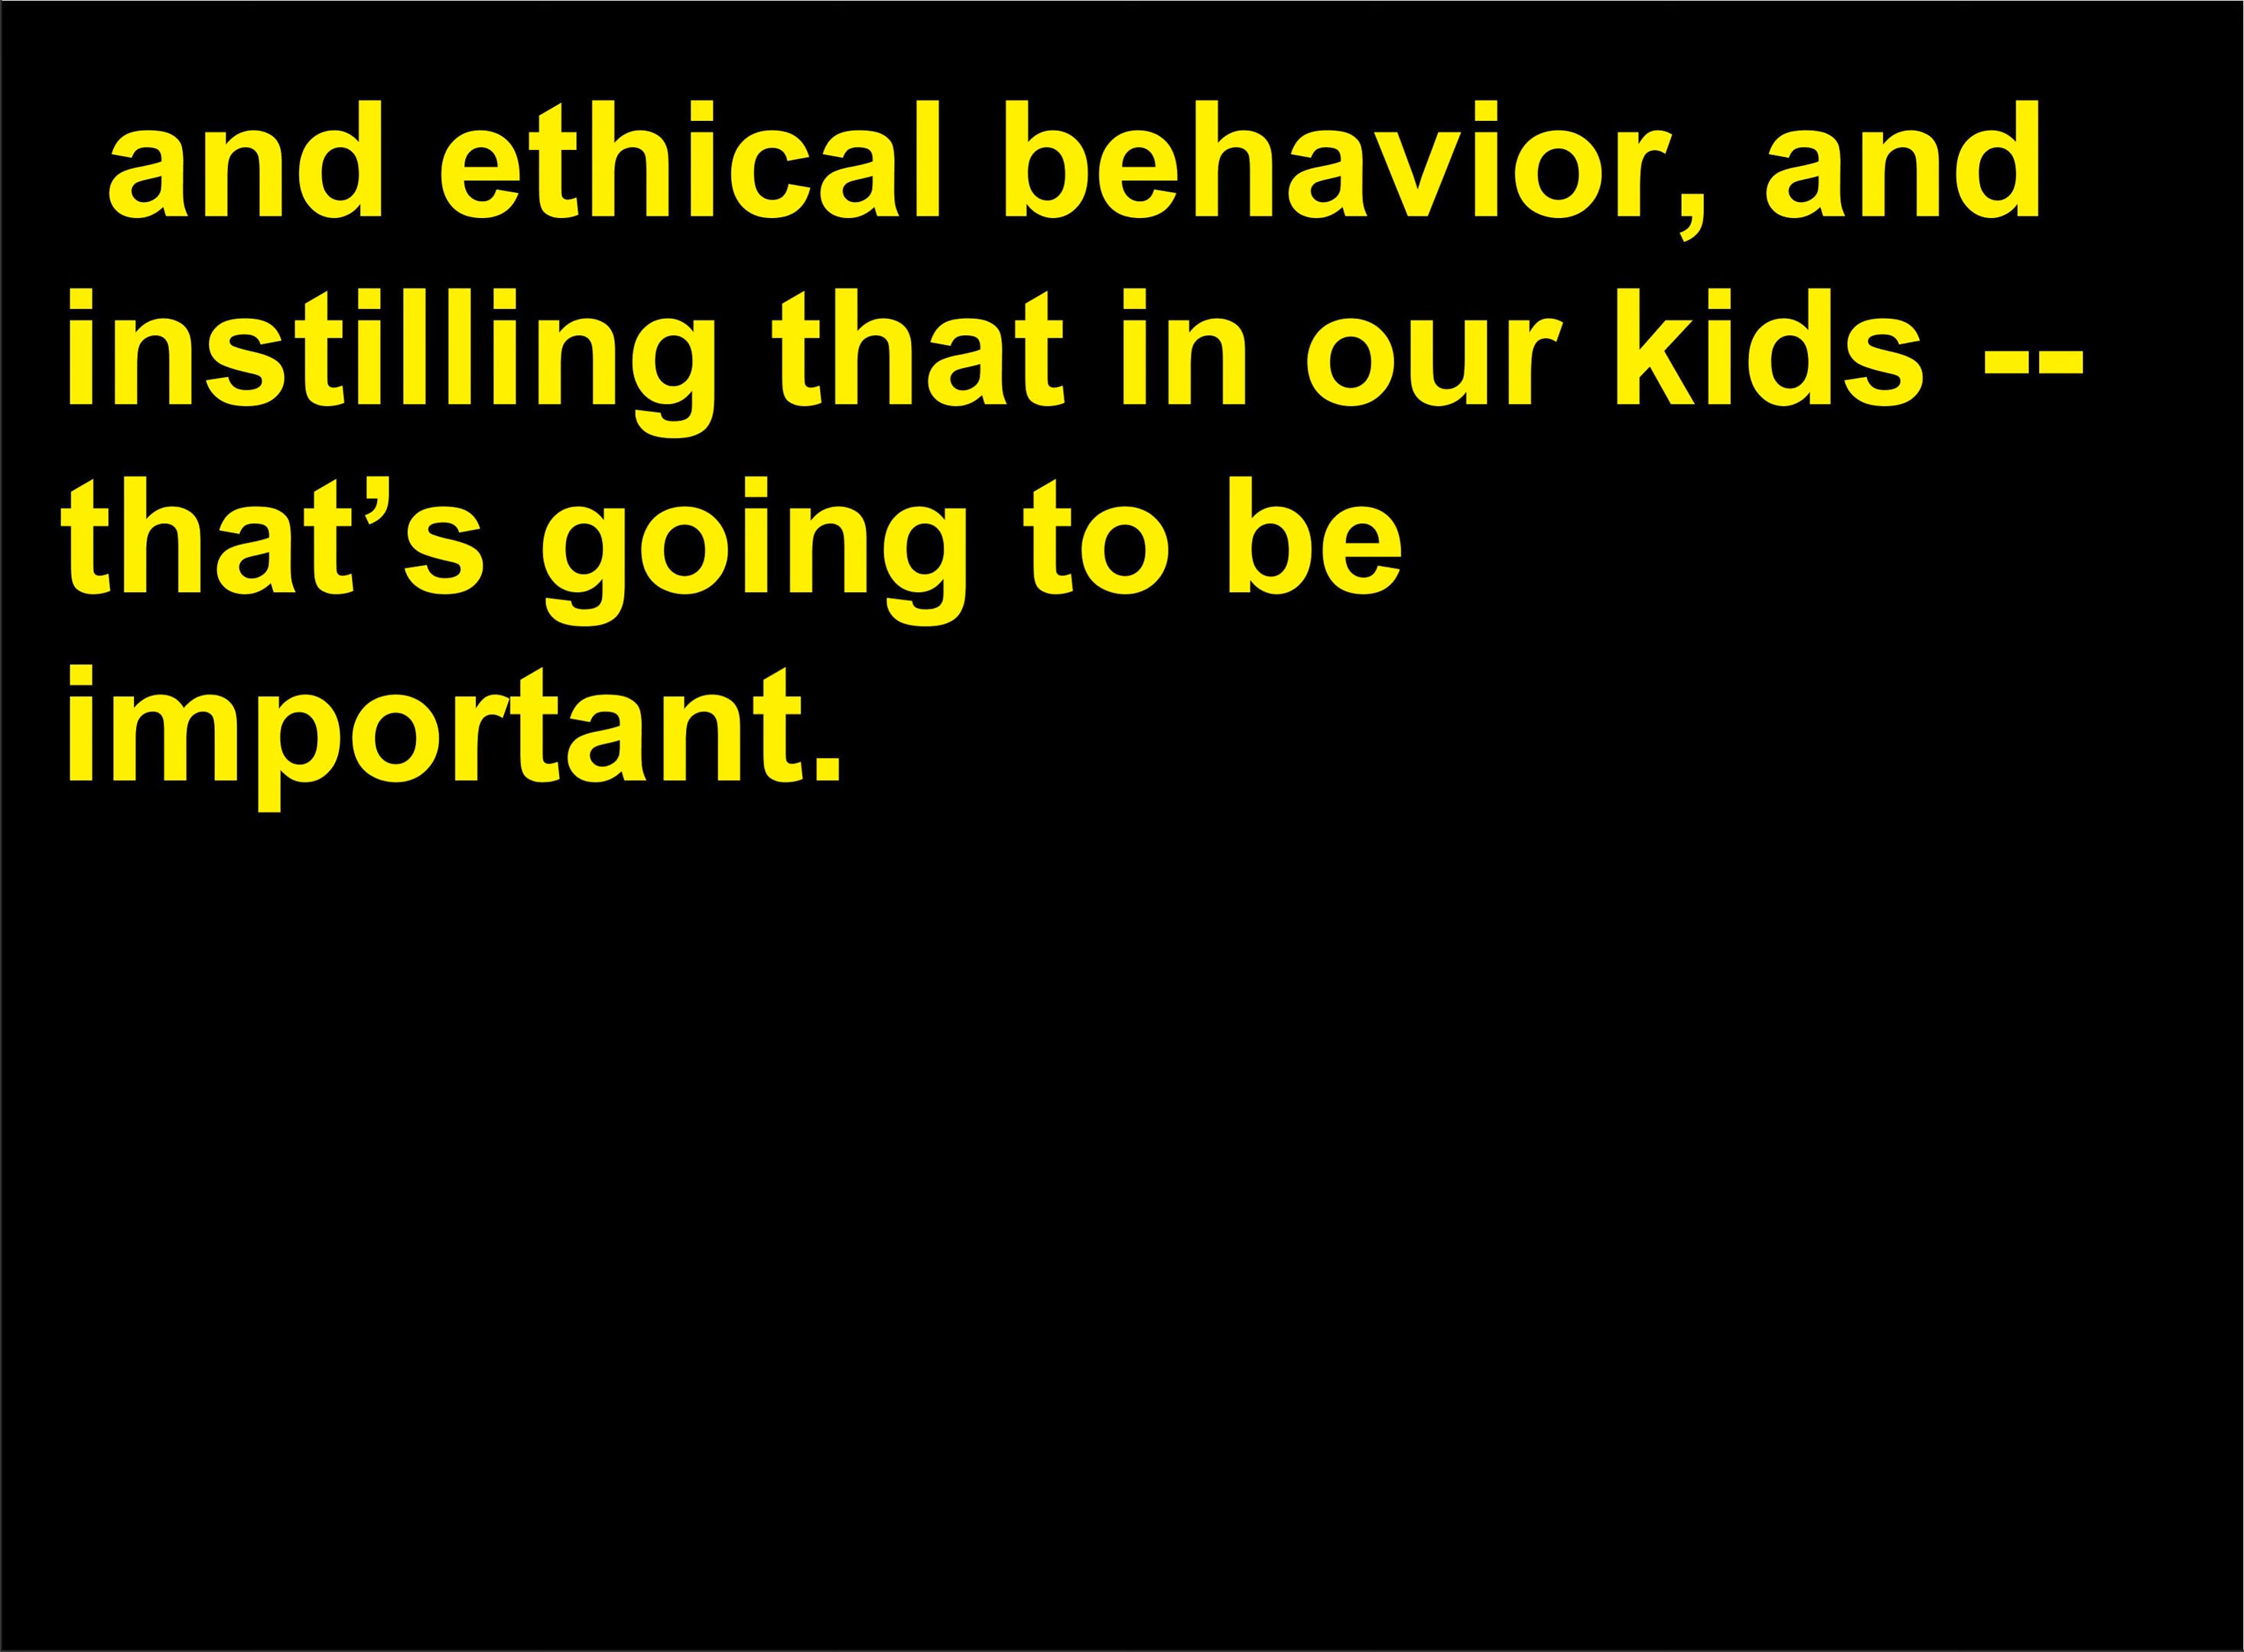 and ethical behavior, and
instilling that in our kids --
that’s going to be
important.